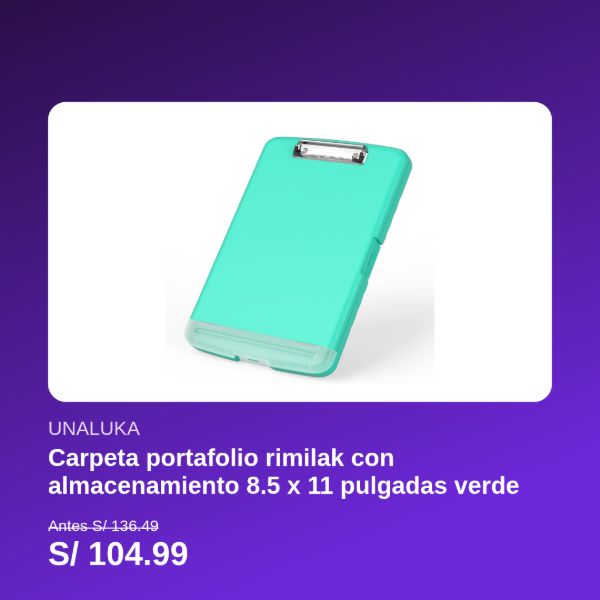 UNALUKA
Carpeta portafolio rimilak con
almacenamiento 8.5 x 11 pulgadas verde
Antes S/ 136.49
S/ 104.99